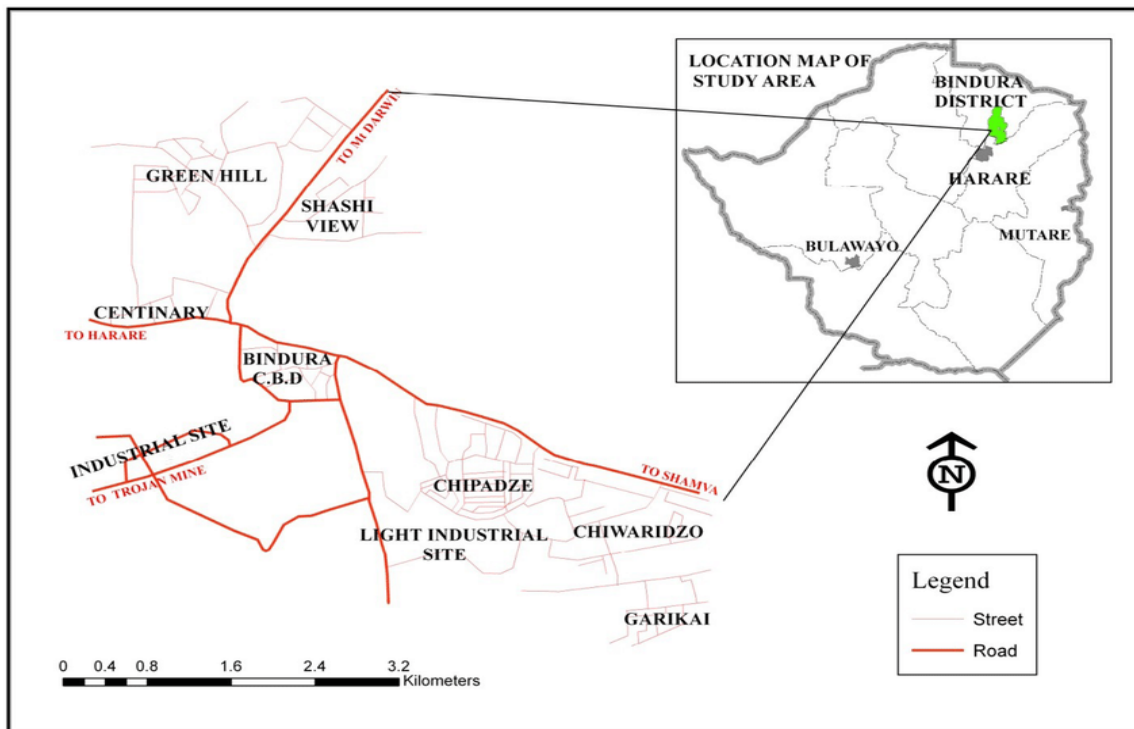 LOCATION MAP OF
STUDY AREA
BINDURA
DISTRICT
HARARE
MUTARE
BULAWAYO
TO Mt DARWIN
GREEN HILL
SHASHI
VIEW
CENTINARY
TO HARARE
BINDURA
C.B.D
INDUSTRIAL SITE
TO TROJAN MINE
TO SHAMVA
CHIPADZE
LIGHT INDUSTRIAL
SITE
CHIWARIDZO
GARIKAI
N
Legend
Street
Road
0 0.4 0.8 1.6 2.4 3.2
Kilometers